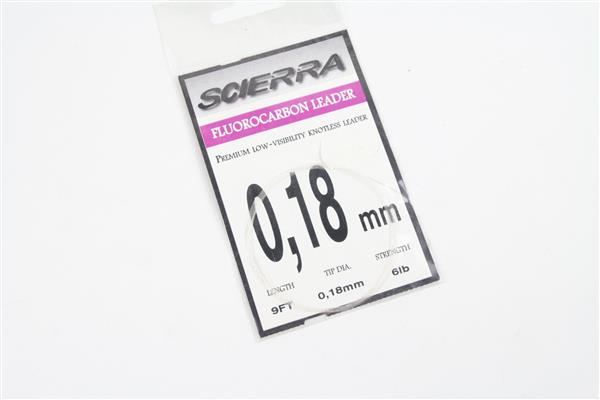 SCIERRA
FLUOROCARBON LEADER
PREMIUM LOW-VISIBILITY KNOTLESS LEADER
0,18 mm
LENGTH TIP DIA. STRENGTH
9FT 0,18mm 6lb